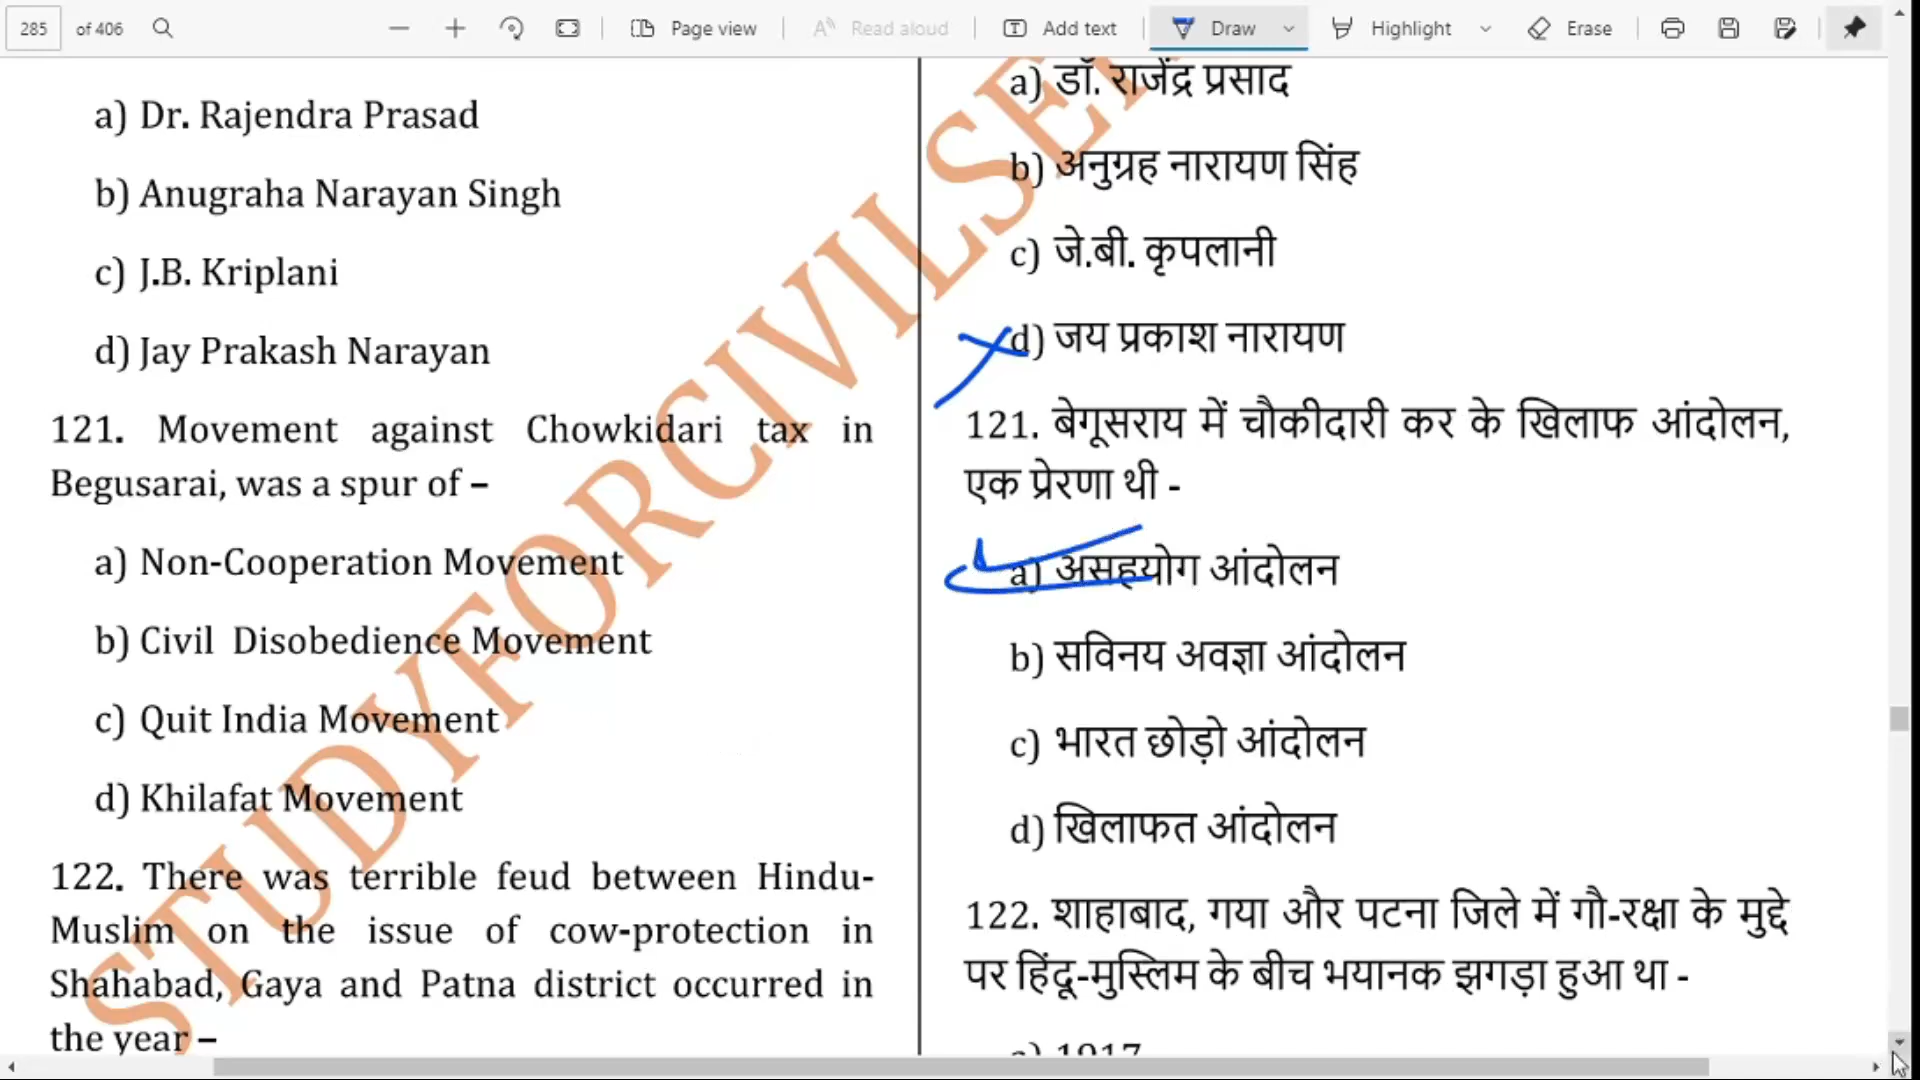 285 of 406 Page view Read aloud Add text Draw Highlight Erase
a) Dr. Rajendra Prasad
b) Anugraha Narayan Singh
c) J.B. Kriplani
d) Jay Prakash Narayan
121. Movement against Chowkidari tax in
Begusarai, was a spur of –
a) Non-Cooperation Movement
b) Civil Disobedience Movement
c) Quit India Movement
d) Khilafat Movement
122. There was terrible feud between Hindu-
Muslim on the issue of cow-protection in
Shahabad, Gaya and Patna district occurred in
the year –
a) डॉ. राजेंद्र प्रसाद
b) अनुग्रह नारायण सिंह
c) जे.बी. कृपलानी
d) जय प्रकाश नारायण
121. बेगूसराय में चौकीदारी कर के खिलाफ आंदोलन,
एक प्रेरणा थी -
a) असहयोग आंदोलन
b) सविनय अवज्ञा आंदोलन
c) भारत छोड़ो आंदोलन
d) खिलाफत आंदोलन
122. शाहाबाद, गया और पटना जिले में गौ-रक्षा के मुद्दे
पर हिंदू-मुस्लिम के बीच भयानक झगड़ा हुआ था -
a) 1917
STUDYFORCIVILSER